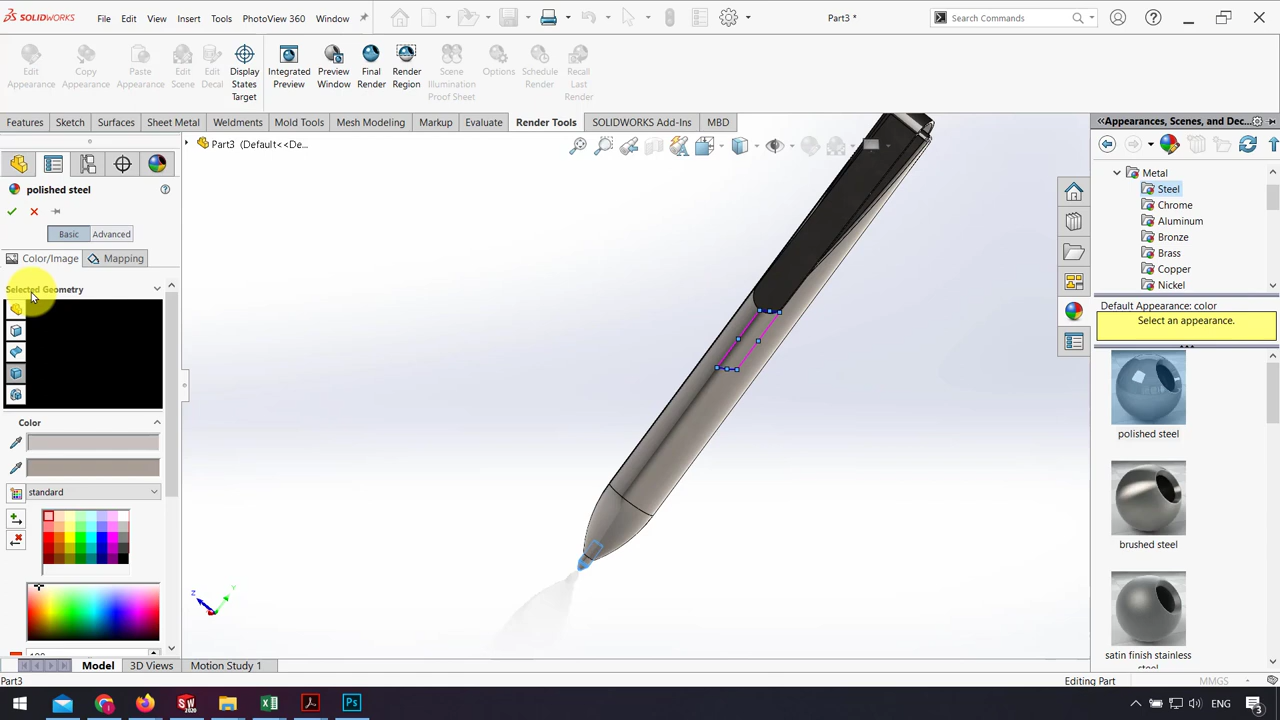 SOLIDWORKS
File Edit View Insert Tools PhotoView 360 Window
Part3 *
Search Commands
Edit Appearance
Copy Appearance
Paste Appearance
Edit Scene
Edit Decal
Display States Target
Integrated Preview
Preview Window
Final Render
Render Region
Scene Illumination Proof Sheet
Options
Schedule Render
Recall Last Render
Features Sketch Surfaces Sheet Metal Weldments Mold Tools Mesh Modeling Markup Evaluate Render Tools SOLIDWORKS Add-Ins MBD
Part3 (Default<<De...
Appearances, Scenes, and Dec...
polished steel
Basic Advanced
Color/Image Mapping
Selected Geometry
Color
standard
Metal
Steel
Chrome
Aluminum
Bronze
Brass
Copper
Nickel
Default Appearance: color
Select an appearance.
polished steel
brushed steel
satin finish stainless
Z
Y
Model 3D Views Motion Study 1
Part3
Editing Part
MMGS
SW 2020
Ps
ENG
3